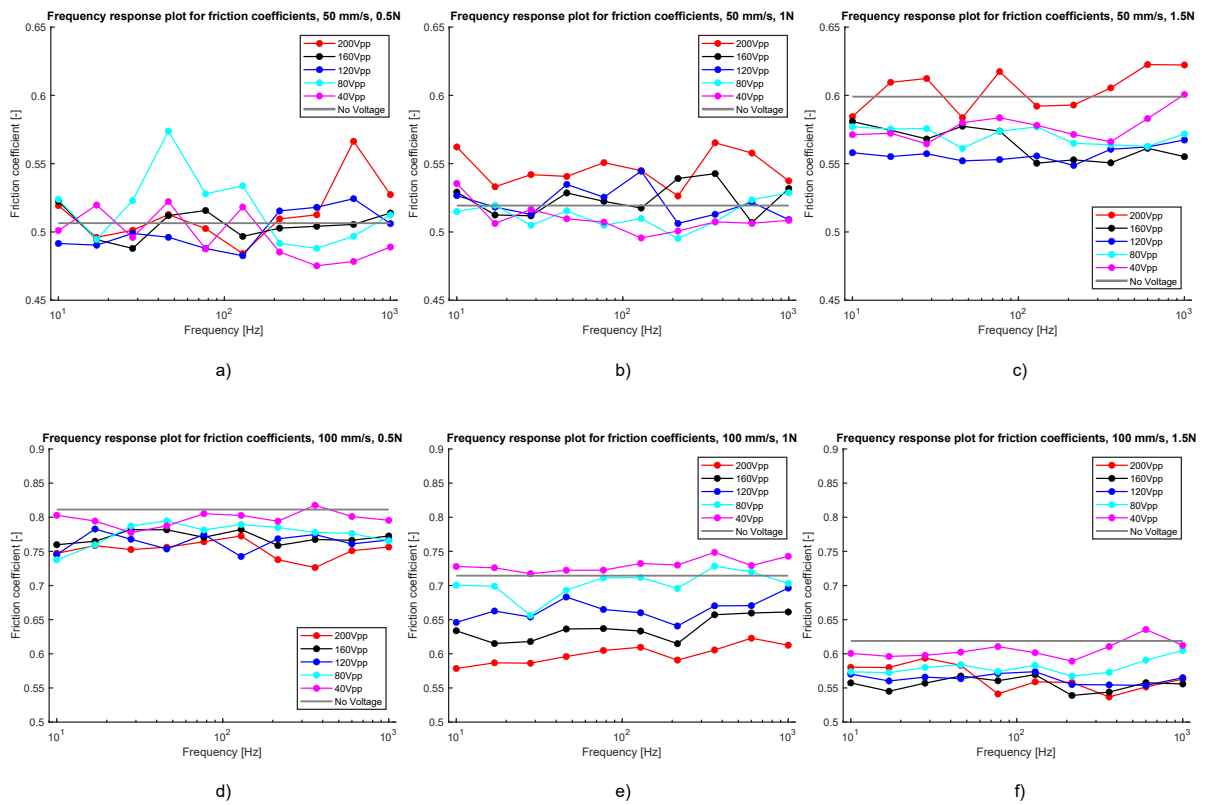 Frequency response plot for friction coefficients, 50 mm/s, 0.5N
0.65
0.6
0.55
0.5
0.45
Friction coefficient [-]
200Vpp
160Vpp
120Vpp
80Vpp
40Vpp
No Voltage
10^1
10^2
10^3
Frequency [Hz]
a)
Frequency response plot for friction coefficients, 50 mm/s, 1N
0.65
0.6
0.55
0.5
0.45
Friction coefficient [-]
200Vpp
160Vpp
120Vpp
80Vpp
40Vpp
No Voltage
10^1
10^2
10^3
Frequency [Hz]
b)
Frequency response plot for friction coefficients, 50 mm/s, 1.5N
0.65
0.6
0.55
0.5
0.45
Friction coefficient [-]
200Vpp
160Vpp
120Vpp
80Vpp
40Vpp
No Voltage
10^1
10^2
10^3
Frequency [Hz]
c)
Frequency response plot for friction coefficients, 100 mm/s, 0.5N
0.9
0.85
0.8
0.75
0.7
0.65
0.6
0.55
0.5
Friction coefficient [-]
200Vpp
160Vpp
120Vpp
80Vpp
40Vpp
No Voltage
10^1
10^2
10^3
Frequency [Hz]
d)
Frequency response plot for friction coefficients, 100 mm/s, 1N
0.9
0.85
0.8
0.75
0.7
0.65
0.6
0.55
0.5
Friction coefficient [-]
200Vpp
160Vpp
120Vpp
80Vpp
40Vpp
No Voltage
10^1
10^2
10^3
Frequency [Hz]
e)
Frequency response plot for friction coefficients, 100 mm/s, 1.5N
0.9
0.85
0.8
0.75
0.7
0.65
0.6
0.55
0.5
Friction coefficient [-]
200Vpp
160Vpp
120Vpp
80Vpp
40Vpp
No Voltage
10^1
10^2
10^3
Frequency [Hz]
f)